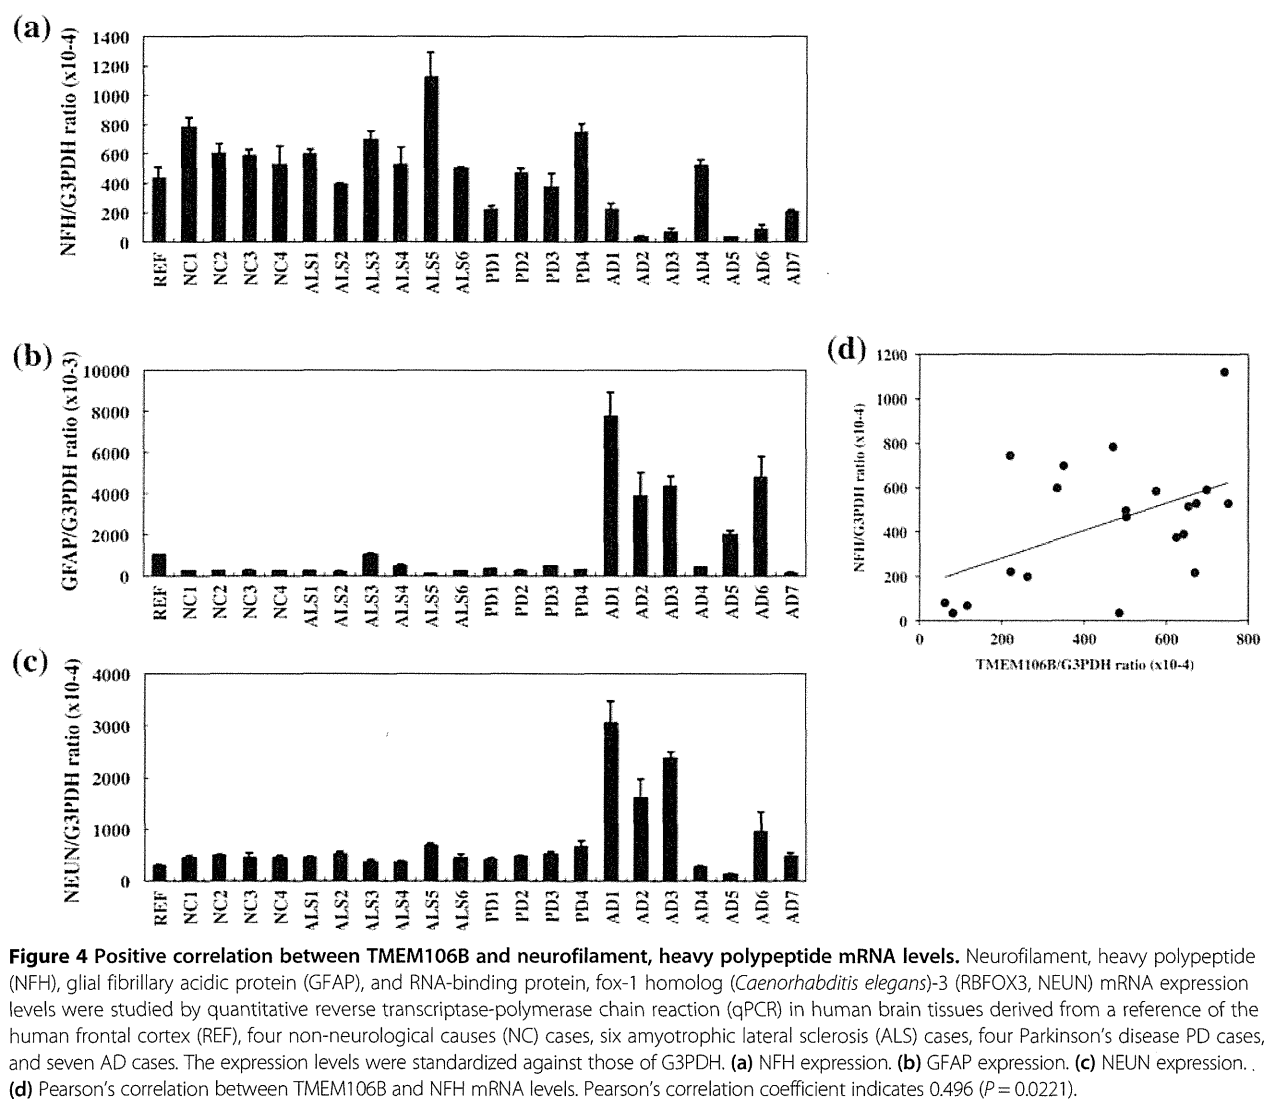 (a)
NFH/G3PDH ratio (x10-4)
1400
1200
1000
800
600
400
200
0
REF NC1 NC2 NC3 NC4 ALS1 ALS2 ALS3 ALS4 ALS5 ALS6 PD1 PD2 PD3 PD4 AD1 AD2 AD3 AD4 AD5 AD6 AD7
(b)
GFAP/G3PDH ratio (x10-3)
10000
8000
6000
4000
2000
0
REF NC1 NC2 NC3 NC4 ALS1 ALS2 ALS3 ALS4 ALS5 ALS6 PD1 PD2 PD3 PD4 AD1 AD2 AD3 AD4 AD5 AD6 AD7
(d)
NFH/G3PDH ratio (x10-4)
1200
1000
800
600
400
200
0
0 200 400 600 800
TMEM106B/G3PDH ratio (x10-4)
(c)
NEUN/G3PDH ratio (x10-4)
4000
3000
2000
1000
0
REF NC1 NC2 NC3 NC4 ALS1 ALS2 ALS3 ALS4 ALS5 ALS6 PD1 PD2 PD3 PD4 AD1 AD2 AD3 AD4 AD5 AD6 AD7
Figure 4 Positive correlation between TMEM106B and neurofilament, heavy polypeptide mRNA levels. Neurofilament, heavy polypeptide
(NFH), glial fibrillary acidic protein (GFAP), and RNA-binding protein, fox-1 homolog (Caenorhabditis elegans)-3 (RBFOX3, NEUN) mRNA expression
levels were studied by quantitative reverse transcriptase-polymerase chain reaction (qPCR) in human brain tissues derived from a reference of the
human frontal cortex (REF), four non-neurological causes (NC) cases, six amyotrophic lateral sclerosis (ALS) cases, four Parkinson's disease PD cases,
and seven AD cases. The expression levels were standardized against those of G3PDH. (a) NFH expression. (b) GFAP expression. (c) NEUN expression.
(d) Pearson's correlation between TMEM106B and NFH mRNA levels. Pearson's correlation coefficient indicates 0.496 (P = 0.0221).